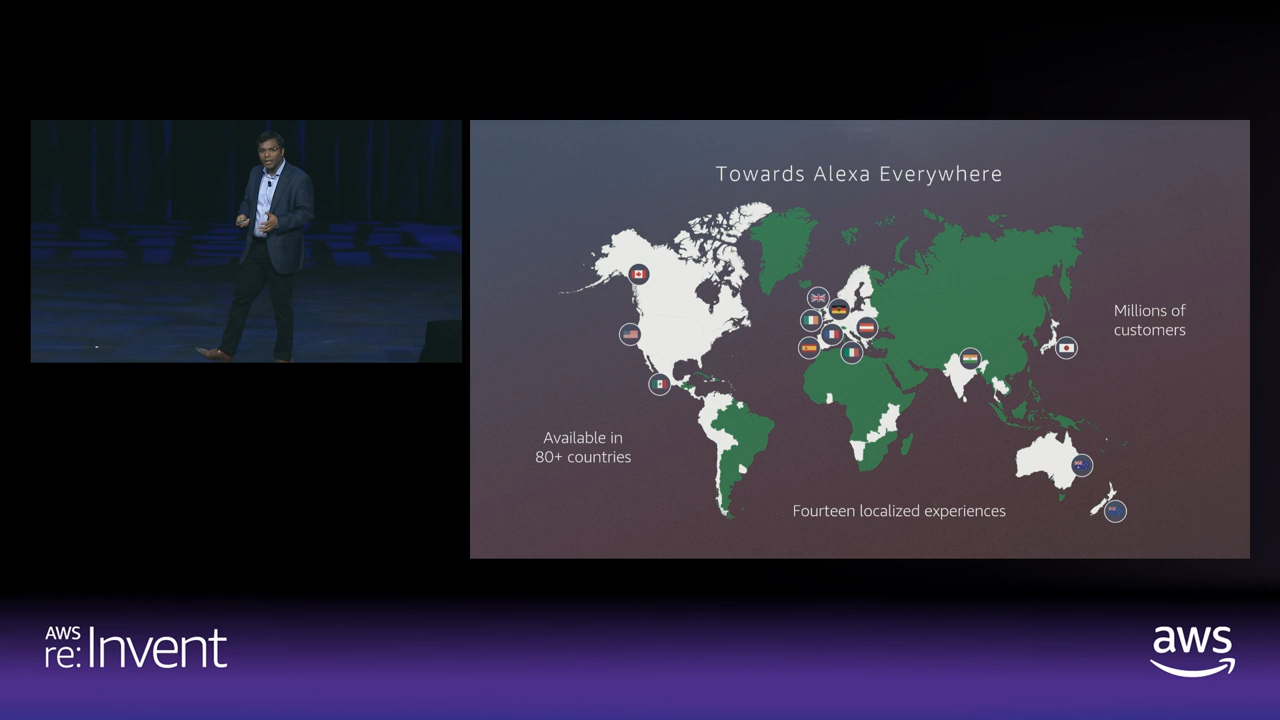 Towards Alexa Everywhere
Millions of
customers
Available in
80+ countries
Fourteen localized experiences
AWS
re:Invent
aws